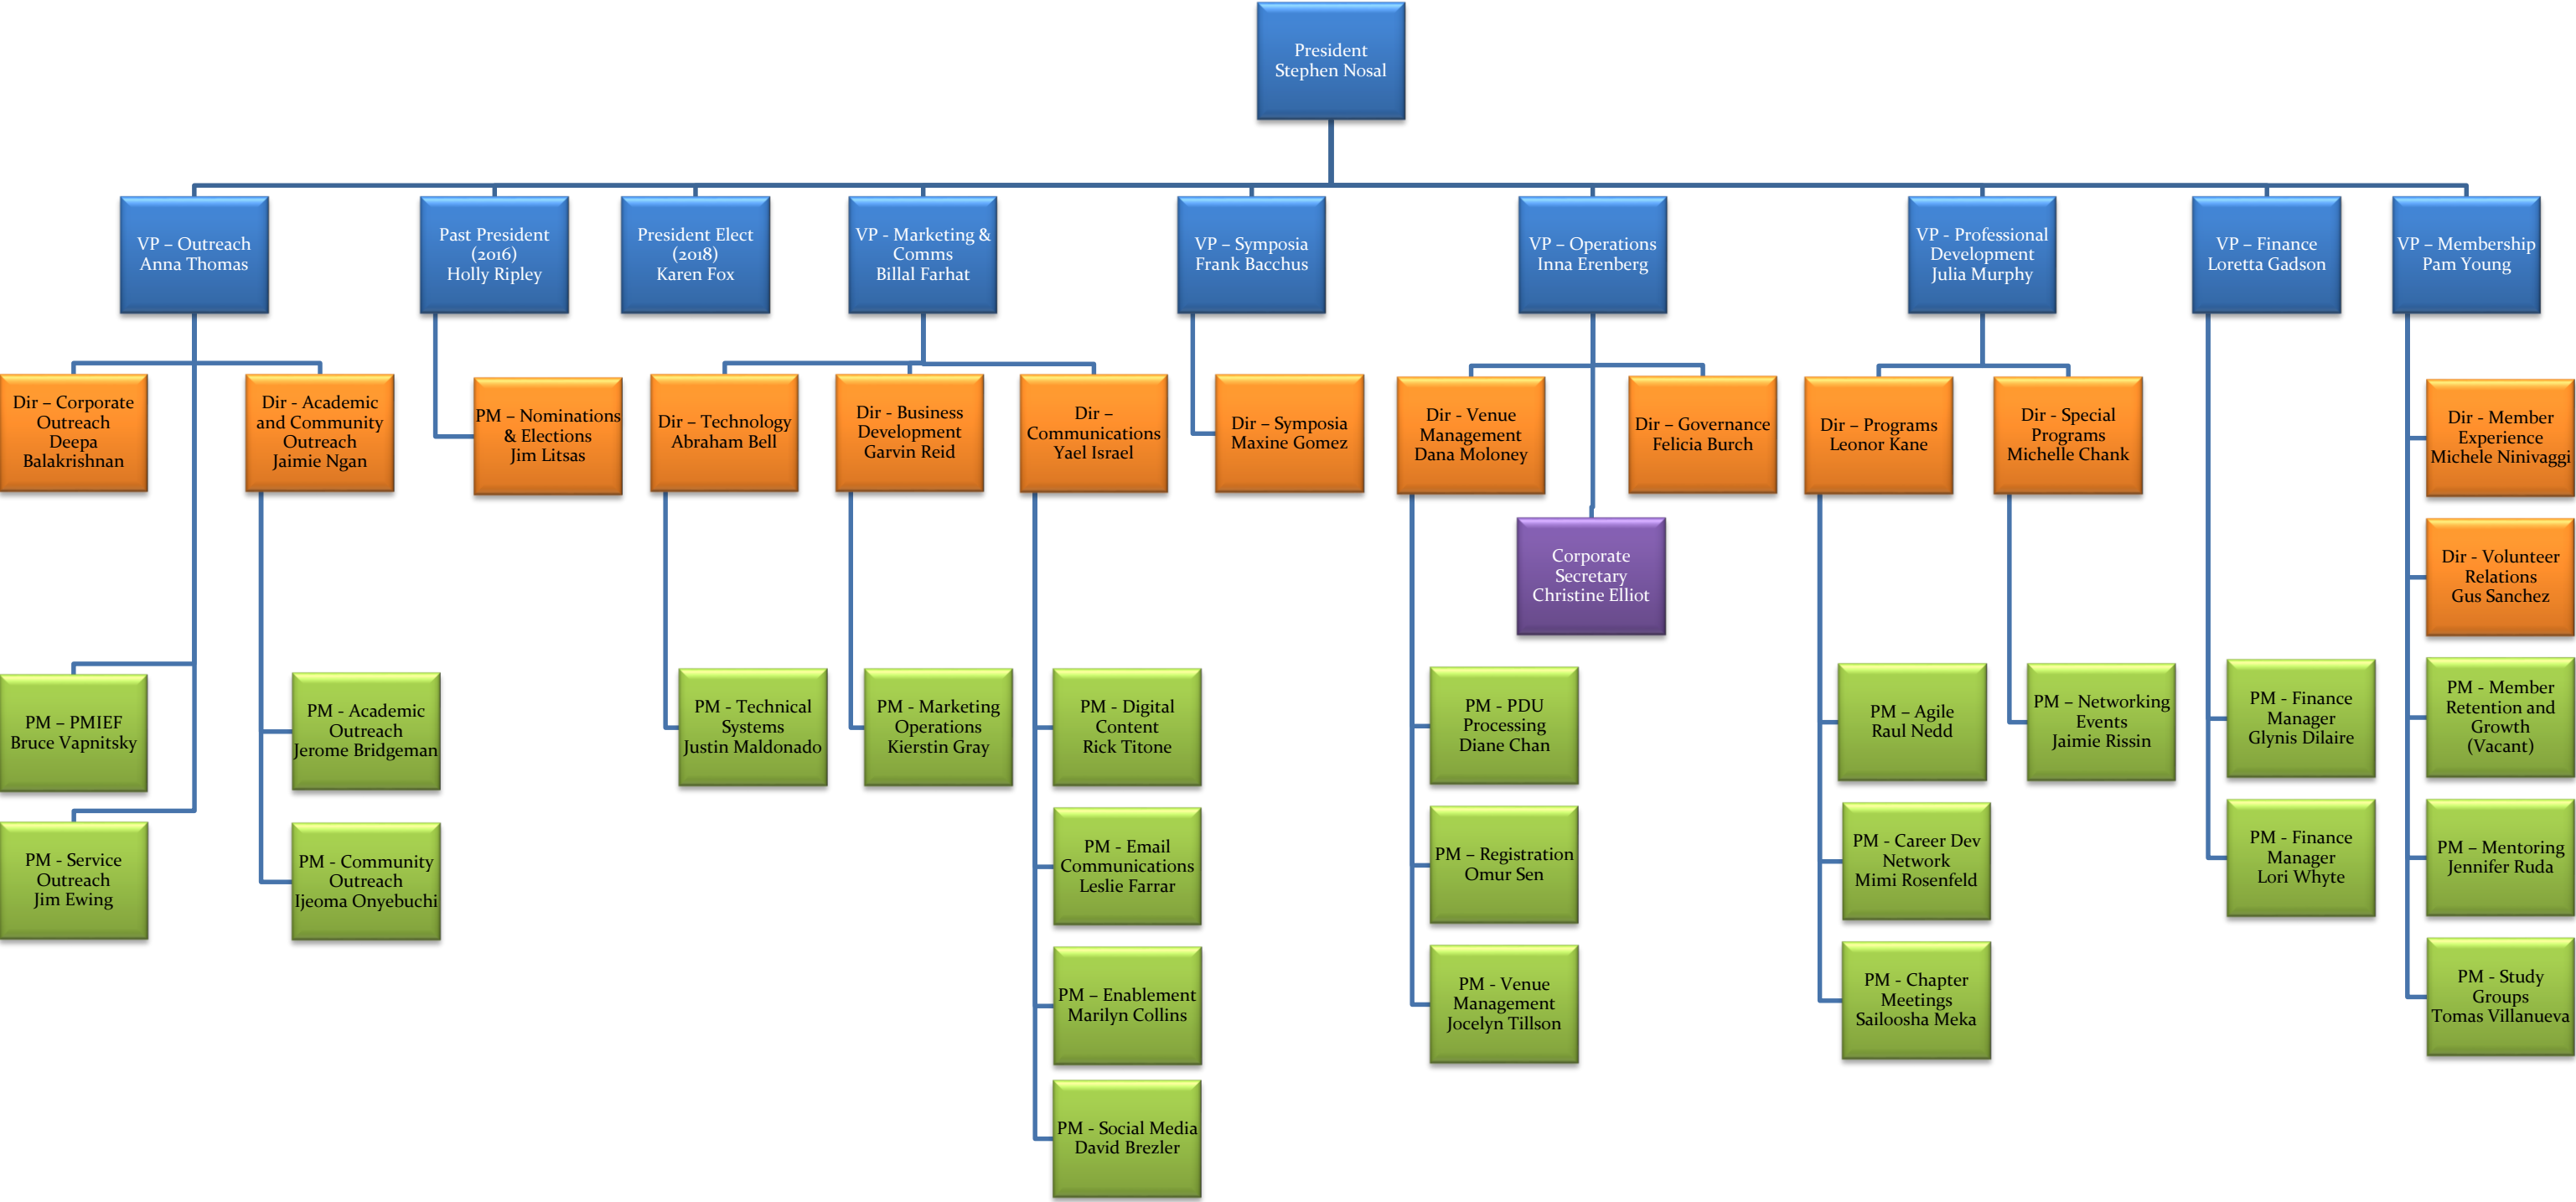 President
Stephen Nosal
VP – Outreach
Anna Thomas
Past President
(2016)
Holly Ripley
President Elect
(2018)
Karen Fox
VP - Marketing &
Comms
Billal Farhat
VP – Symposia
Frank Bacchus
VP – Operations
Inna Erenberg
VP - Professional
Development
Julia Murphy
VP – Finance
Loretta Gadson
VP – Membership
Pam Young
Dir – Corporate
Outreach
Deepa
Balakrishnan
Dir - Academic
and Community
Outreach
Jaimie Ngan
PM – Nominations
& Elections
Jim Litsas
Dir – Technology
Abraham Bell
Dir - Business
Development
Garvin Reid
Dir –
Communications
Yael Israel
Dir – Symposia
Maxine Gomez
Dir - Venue
Management
Dana Moloney
Dir – Governance
Felicia Burch
Dir – Programs
Leonor Kane
Dir - Special
Programs
Michelle Chank
Dir - Member
Experience
Michele Ninivaggi
Corporate
Secretary
Christine Elliot
Dir - Volunteer
Relations
Gus Sanchez
PM – PMIEF
Bruce Vapnitsky
PM - Academic
Outreach
Jerome Bridgeman
PM - Technical
Systems
Justin Maldonado
PM - Marketing
Operations
Kierstin Gray
PM - Digital
Content
Rick Titone
PM - PDU
Processing
Diane Chan
PM – Agile
Raul Nedd
PM – Networking
Events
Jaimie Rissin
PM - Finance
Manager
Glynis Dilaire
PM - Member
Retention and
Growth
(Vacant)
PM - Service
Outreach
Jim Ewing
PM - Community
Outreach
Ijeoma Onyebuchi
PM - Email
Communications
Leslie Farrar
PM – Registration
Omur Sen
PM - Career Dev
Network
Mimi Rosenfeld
PM - Finance
Manager
Lori Whyte
PM – Mentoring
Jennifer Ruda
PM – Enablement
Marilyn Collins
PM - Venue
Management
Jocelyn Tillson
PM - Chapter
Meetings
Sailoosha Meka
PM - Study
Groups
Tomas Villanueva
PM - Social Media
David Brezler